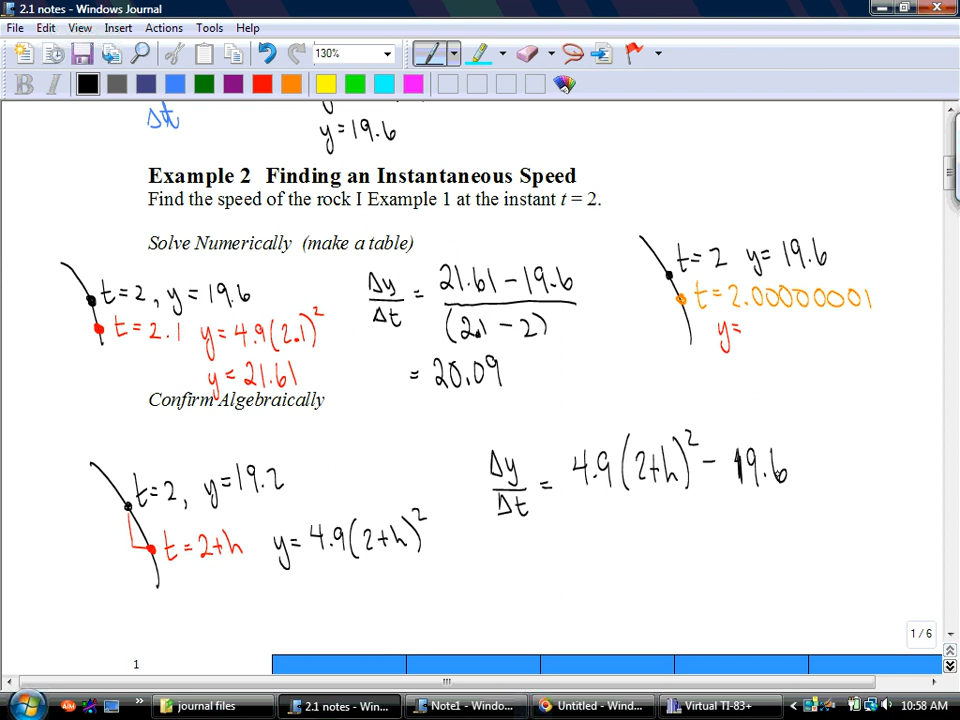 2.1 notes - Windows Journal
File Edit View Insert Actions Tools Help
130%
B I
Δt
y = 19.6
Example 2 Finding an Instantaneous Speed
Find the speed of the rock I Example 1 at the instant t = 2.
Solve Numerically (make a table)
t = 2, y = 19.6
t = 2.1 y = 4.9(2.1)²
y = 21.61
Δy/Δt = 21.61 - 19.6 / (2.1 - 2)
= 20.09
t = 2 y = 19.6
t = 2.00000001
y =
Confirm Algebraically
t = 2, y = 19.2
t = 2+h y = 4.9(2+h)²
Δy/Δt = 4.9(2+h)² - 19.6
1 / 6
1
journal files
2.1 notes - Win...
Note1 - Windo...
Untitled - Wind...
Virtual TI-83+
10:58 AM